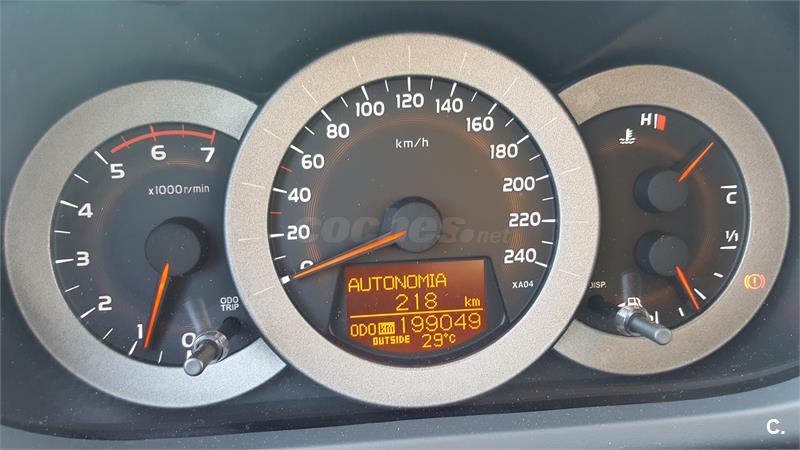 5 6 7
x1000r/min
4
3
2
1
0
ODO
TRIP
0 20 40 60 80 100 120 140 160 180 200 220 240
km/h
coches.net
XA04
AUTONOMIA
218 km
ODO km 199049
OUTSIDE 29°C
H
C
1/1
DISP.
C.